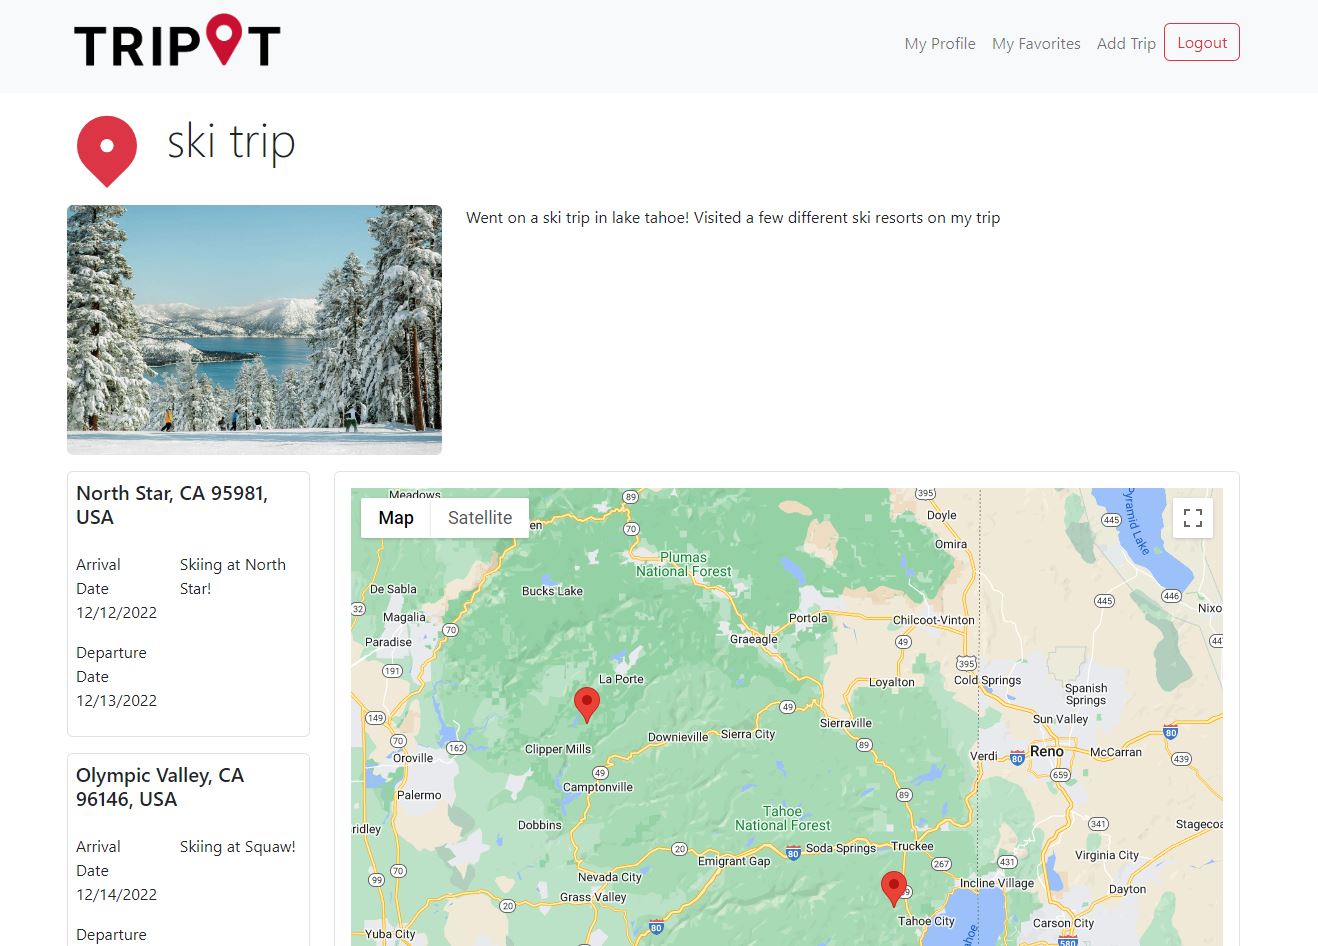 TRIPOT
My Profile
My Favorites
Add Trip
Logout
ski trip
Went on a ski trip in lake tahoe! Visited a few different ski resorts on my trip
North Star, CA 95981,
USA
Arrival
Date
12/12/2022
Skiing at North
Star!
Departure
Date
12/13/2022
Olympic Valley, CA
96146, USA
Arrival
Date
12/14/2022
Skiing at Squaw!
Departure
Map
Satellite
Meadows
89
395
Doyle
445
Pyramid Lake
70
Omira
Plumas
National Forest
De Sabla
Bucks Lake
446
445
32
Magalia
Portola
Chilcoot-Vinton
Nixo
70
Graeagle
49
Paradise
44
395
191
La Porte
Loyalton
Cold Springs
Spanish
Springs
49
149
Sierraville
Sun Valley
80
70
162
Clipper Mills
Downieville
Sierra City
89
Verdi
80
Reno
McCarran
439
Oroville
49
659
Palermo
Camptonville
89
Tahoe
National Forest
ridley
Dobbins
341
Stagecoa
20
Emigrant Gap
80
Soda Springs
Truckee
267
431
Virginia City
99
70
Nevada City
Incline Village
Dayton
20
Grass Valley
89
Tahoe City
Carson City
80
Yuba City
580
ahoe